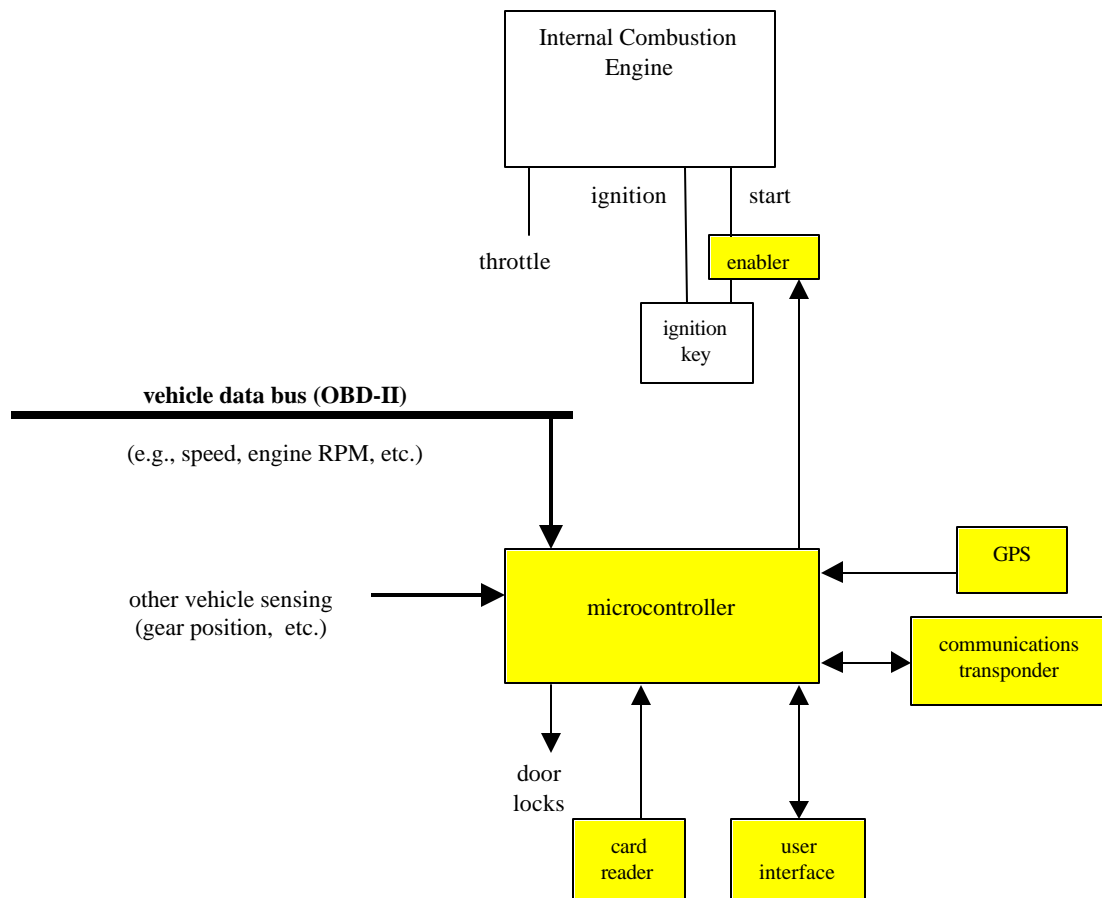 Internal Combustion
Engine
ignition
start
throttle
enabler
ignition
key
vehicle data bus (OBD-II)
(e.g., speed, engine RPM, etc.)
GPS
other vehicle sensing
(gear position, etc.)
microcontroller
communications
transponder
door
locks
card
reader
user
interface